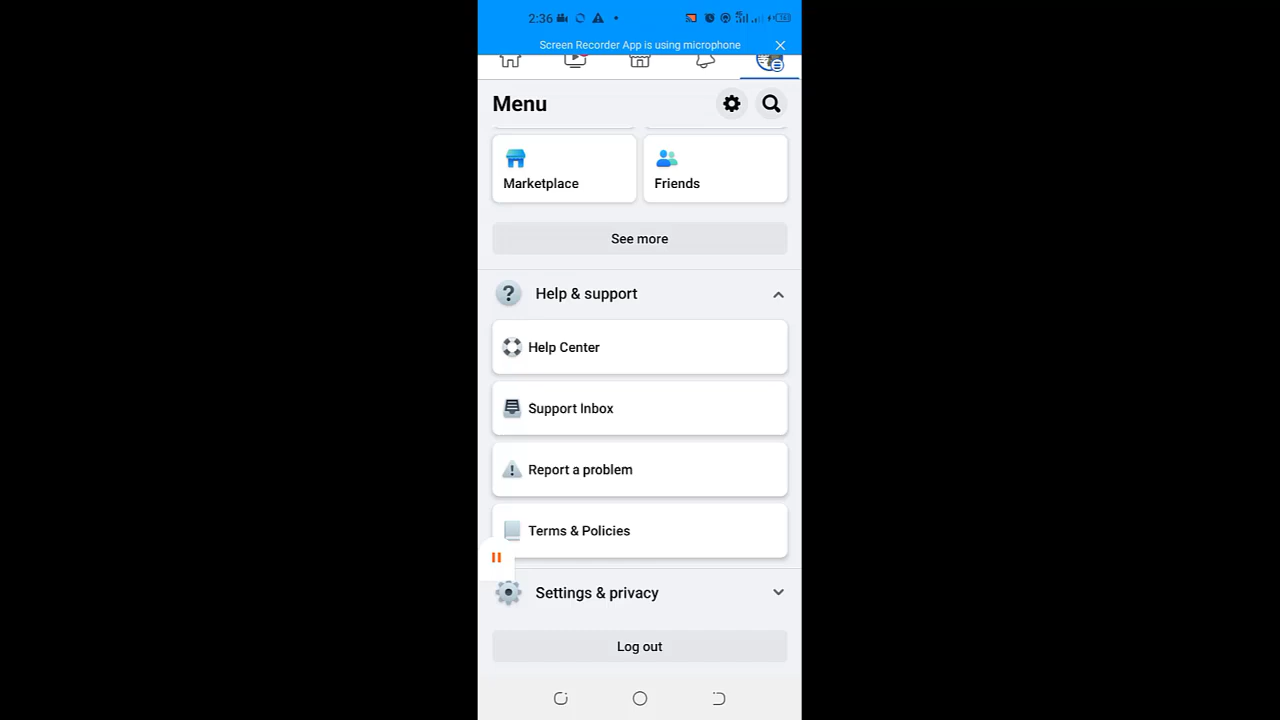 2:36
Screen Recorder App is using microphone
Menu
Marketplace
Friends
See more
Help & support
Help Center
Support Inbox
Report a problem
Terms & Policies
Settings & privacy
Log out